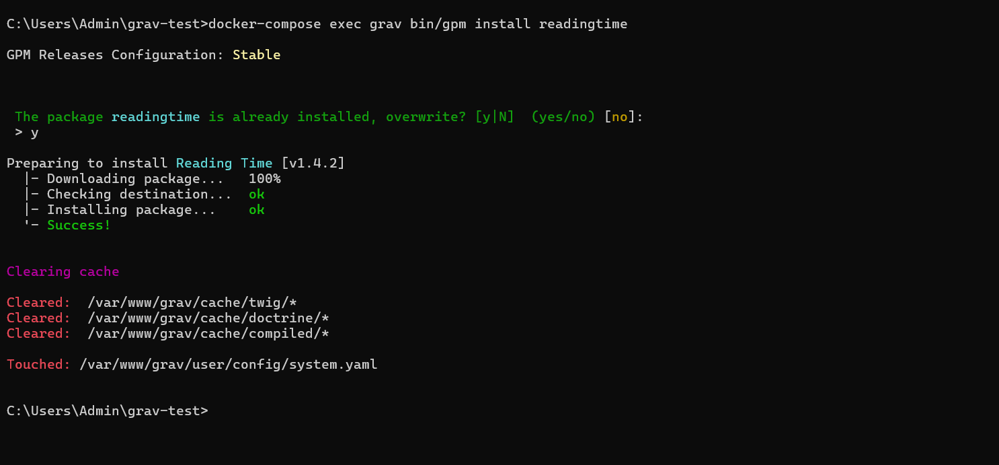 C:\Users\Admin\grav-test>docker-compose exec grav bin/gpm install readingtime
GPM Releases Configuration: Stable
The package readingtime is already installed, overwrite? [y|N]  (yes/no) [no]:
> y
Preparing to install Reading Time [v1.4.2]
|- Downloading package...   100%
|- Checking destination...  ok
|- Installing package...    ok
'- Success!
Clearing cache
Cleared:  /var/www/grav/cache/twig/*
Cleared:  /var/www/grav/cache/doctrine/*
Cleared:  /var/www/grav/cache/compiled/*
Touched: /var/www/grav/user/config/system.yaml
C:\Users\Admin\grav-test>